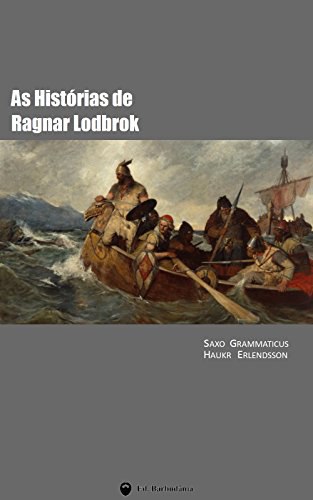 As Histórias de
Ragnar Lodbrok
Saxo Grammaticus
Haukr Erlendsson
Ed. Barbudânia